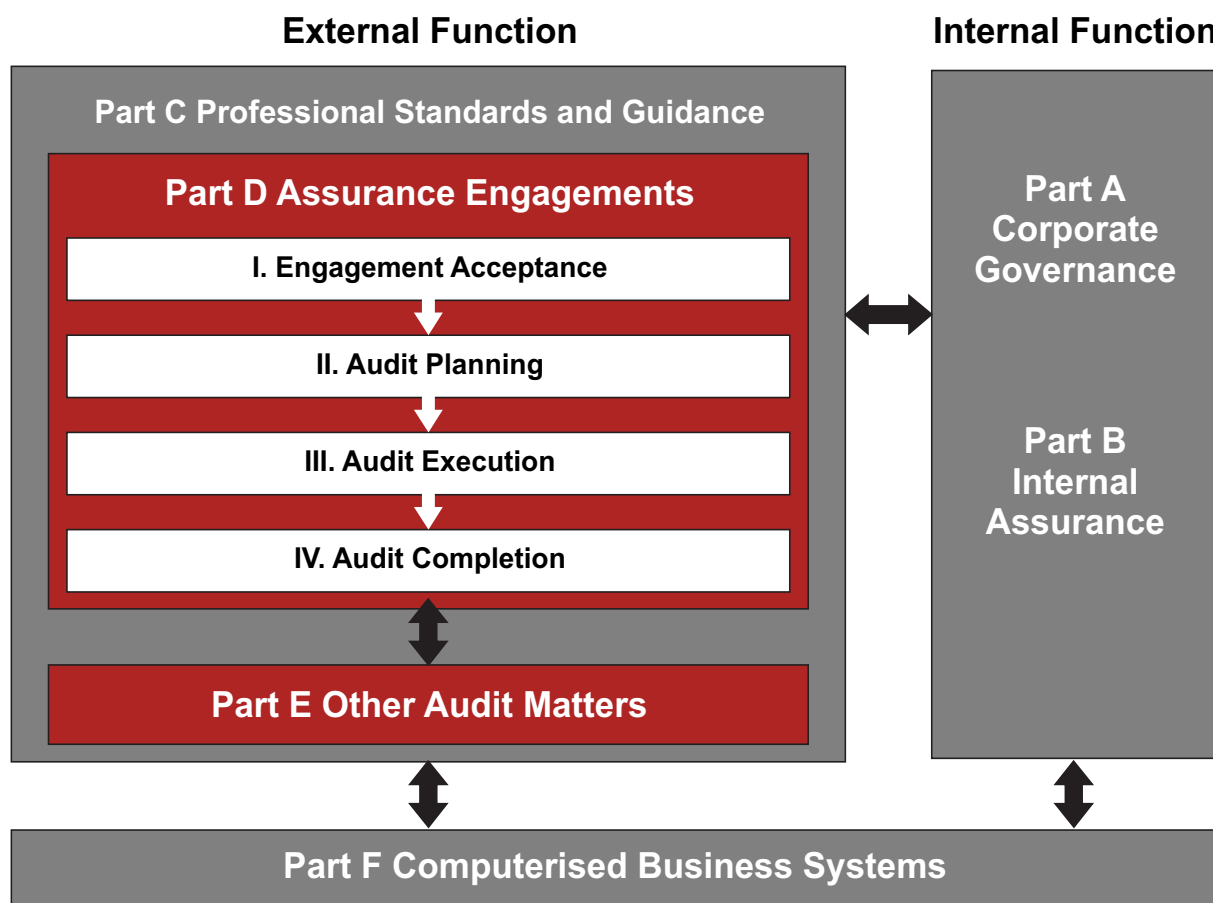 External Function
Internal Function
Part C Professional Standards and Guidance
Part D Assurance Engagements
I. Engagement Acceptance
II. Audit Planning
III. Audit Execution
IV. Audit Completion
Part E Other Audit Matters
Part A
Corporate
Governance
Part B
Internal
Assurance
Part F Computerised Business Systems